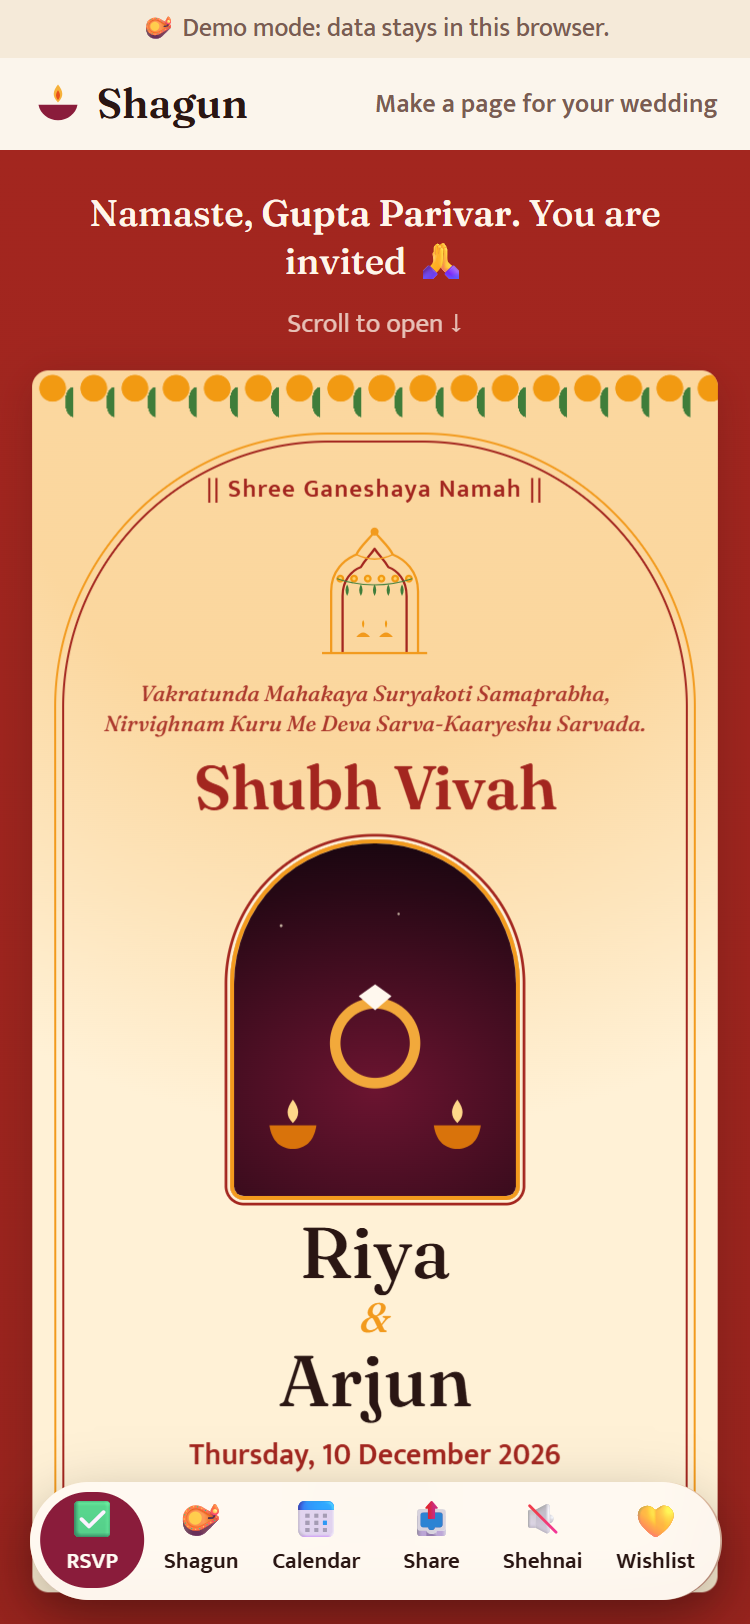 Demo mode: data stays in this browser.
Shagun
Make a page for your wedding
Namaste, Gupta Parivar. You are
invited 🙏
Scroll to open ↓
|| Shree Ganeshaya Namah ||
Vakratunda Mahakaya Suryakoti Samaprabha,
Nirvighnam Kuru Me Deva Sarva-Kaaryeshu Sarvada.
Shubh Vivah
Riya
&
Arjun
Thursday, 10 December 2026
RSVP
Shagun
Calendar
Share
Shehnai
Wishlist